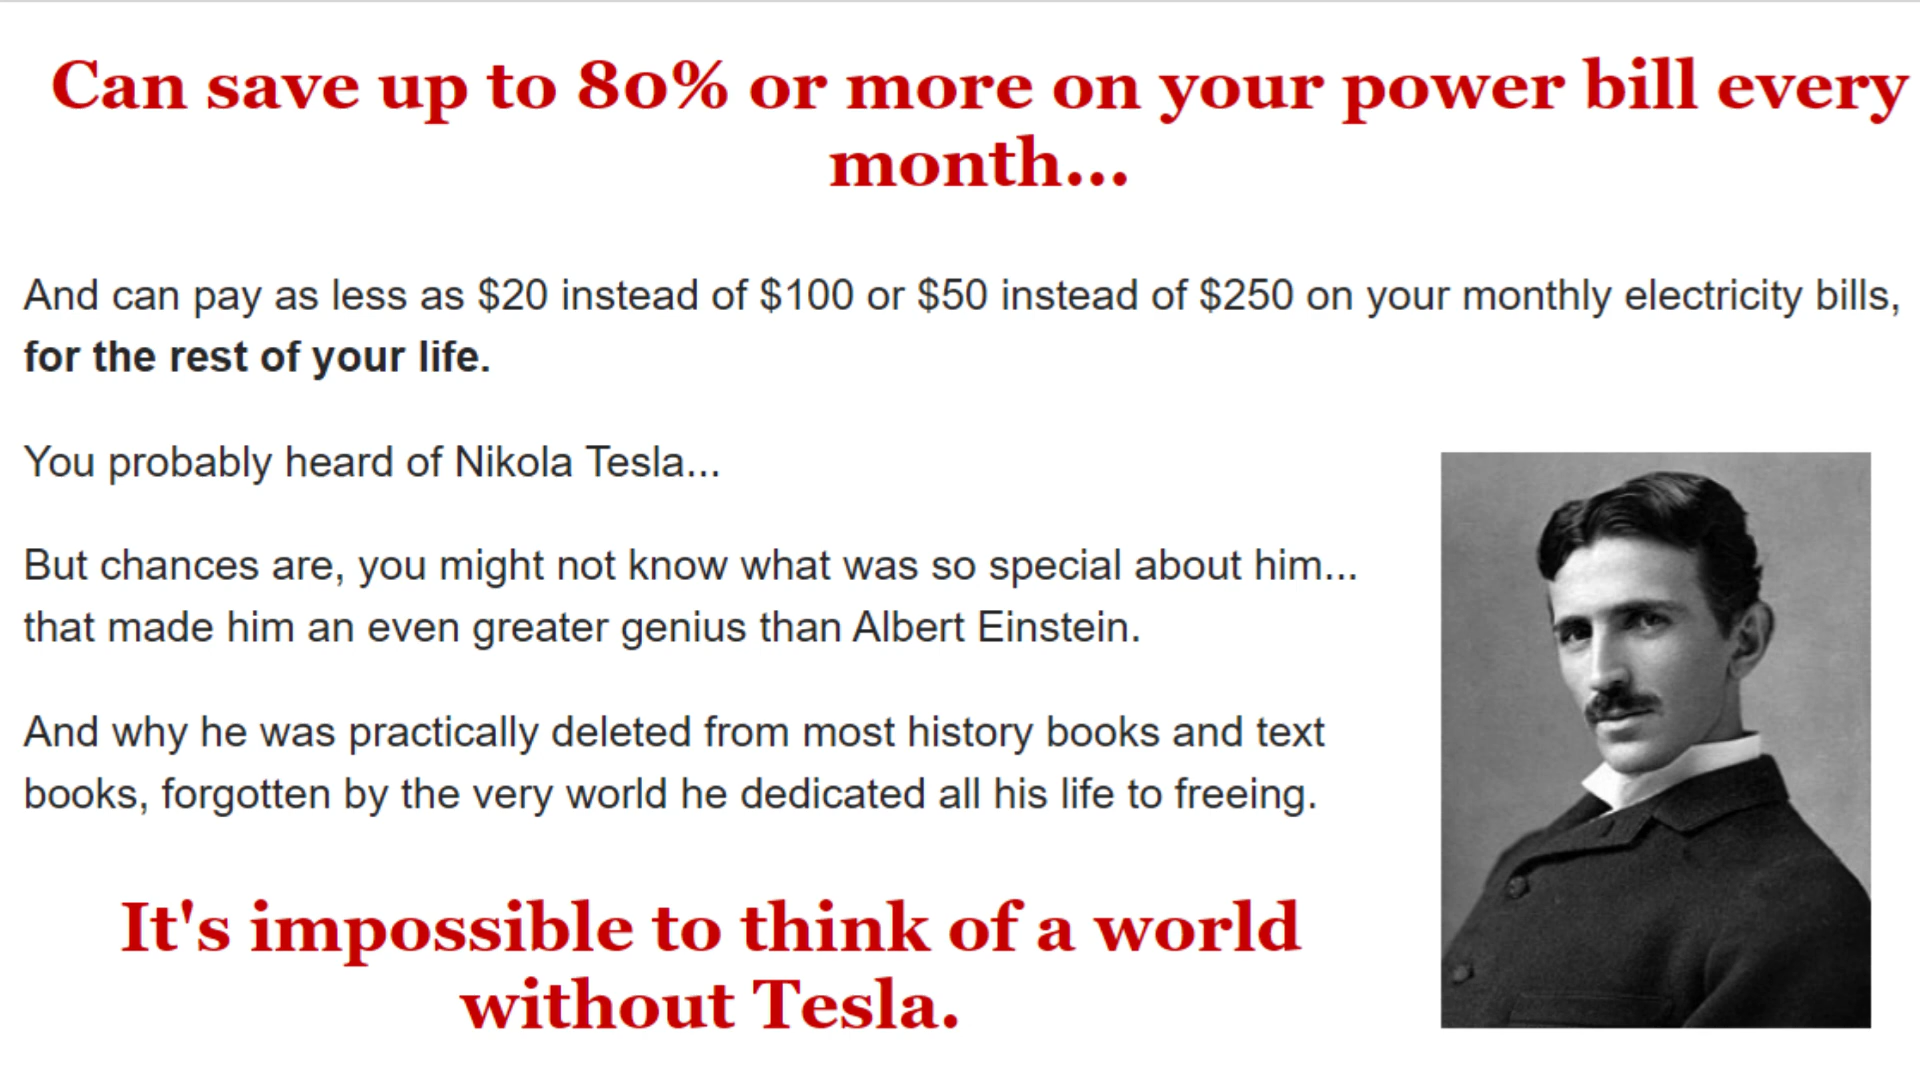 Can save up to 80% or more on your power bill every
month...
And can pay as less as $20 instead of $100 or $50 instead of $250 on your monthly electricity bills,
for the rest of your life.
You probably heard of Nikola Tesla...
But chances are, you might not know what was so special about him...
that made him an even greater genius than Albert Einstein.
And why he was practically deleted from most history books and text
books, forgotten by the very world he dedicated all his life to freeing.
It's impossible to think of a world
without Tesla.